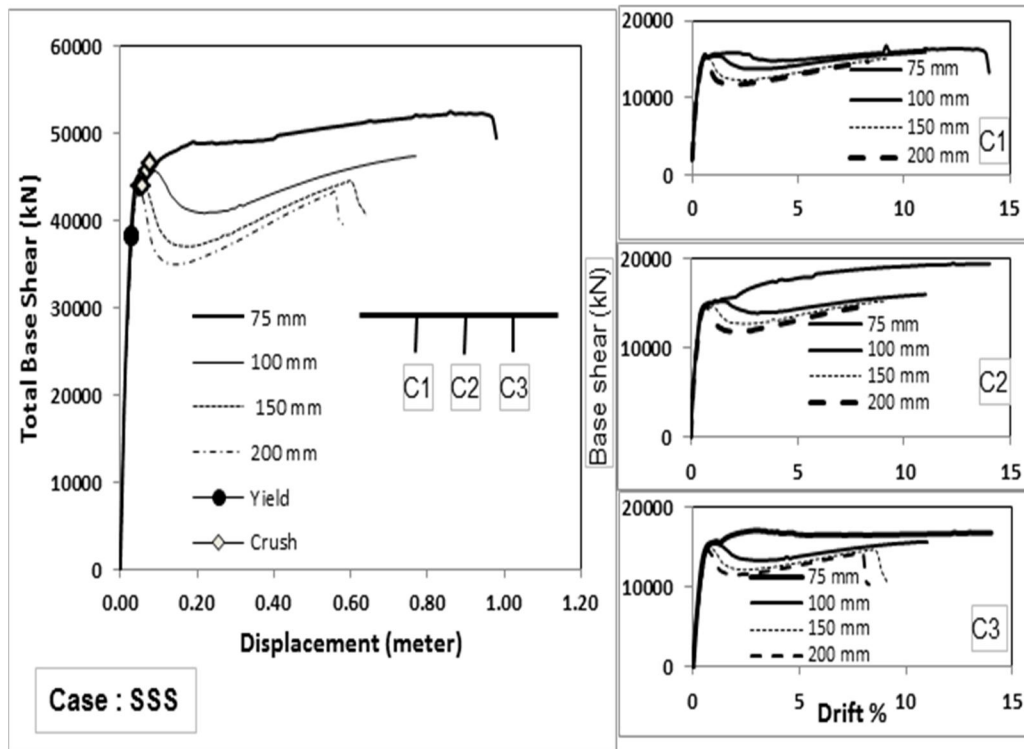 Total Base Shear (kN)
60000
50000
40000
30000
20000
10000
0
75 mm
100 mm
150 mm
200 mm
Yield
Crush
C1 C2 C3
0.00 0.20 0.40 0.60 0.80 1.00 1.20
Displacement (meter)
Case : SSS
Base shear (kN)
20000
10000
0
75 mm
100 mm
150 mm
200 mm
C1
0 5 10 15
20000
10000
0
75 mm
100 mm
150 mm
200 mm
C2
0 5 10 15
20000
10000
0
75 mm
100 mm
150 mm
200 mm
C3
0 5 10 15
Drift %